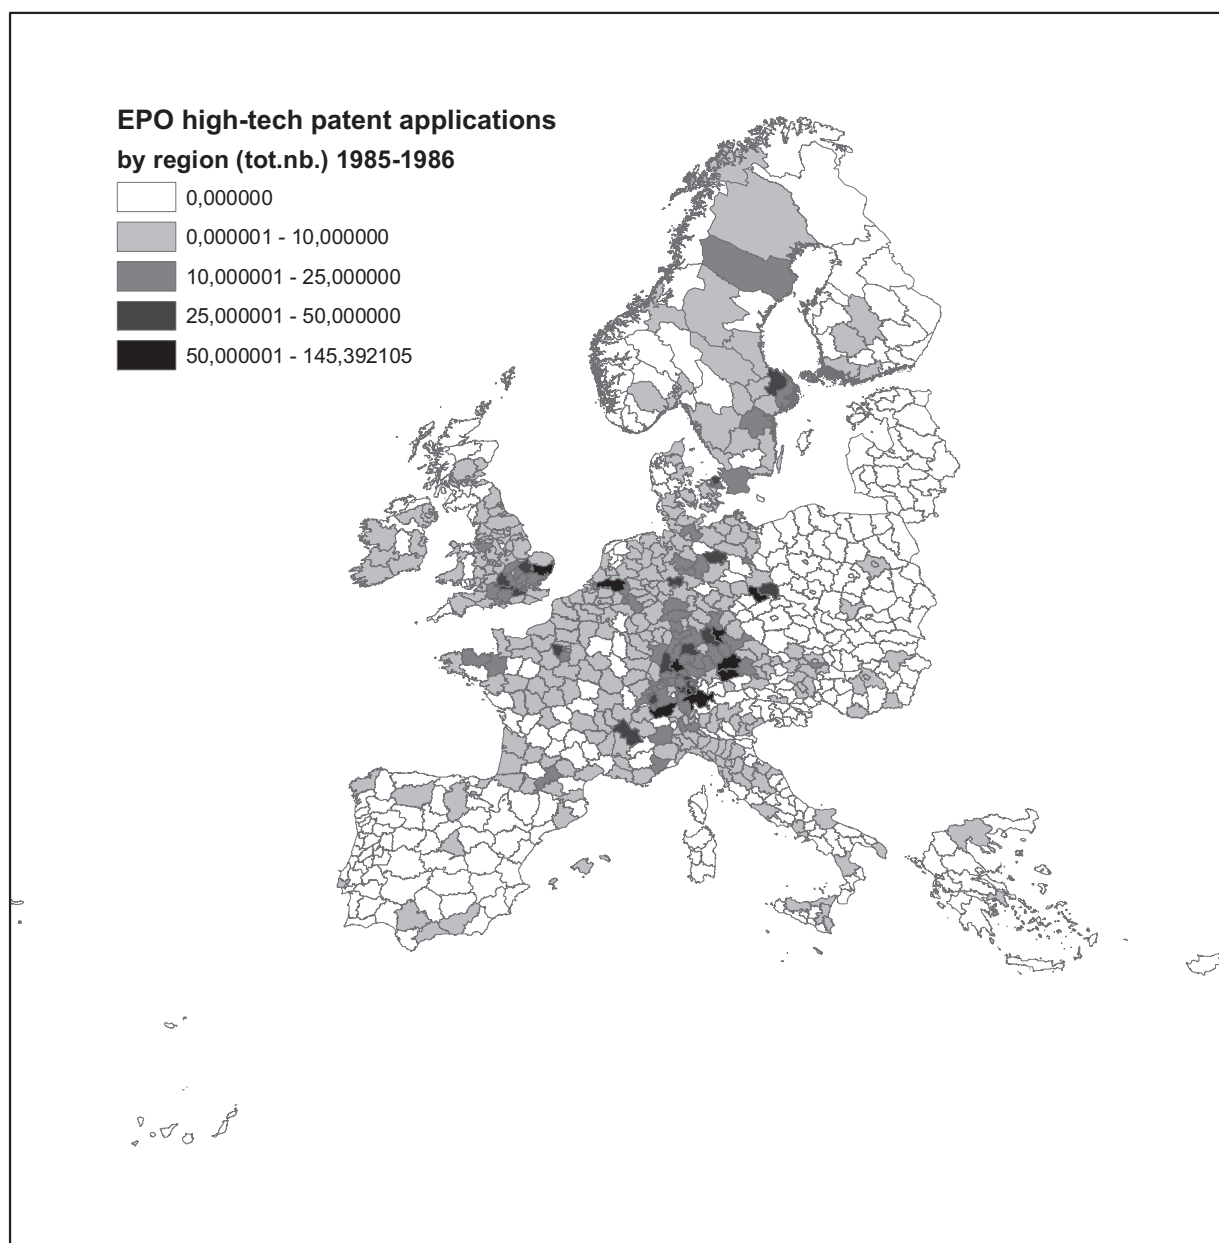 EPO high-tech patent applications
by region (tot.nb.) 1985-1986
0,000000
0,000001 - 10,000000
10,000001 - 25,000000
25,000001 - 50,000000
50,000001 - 145,392105